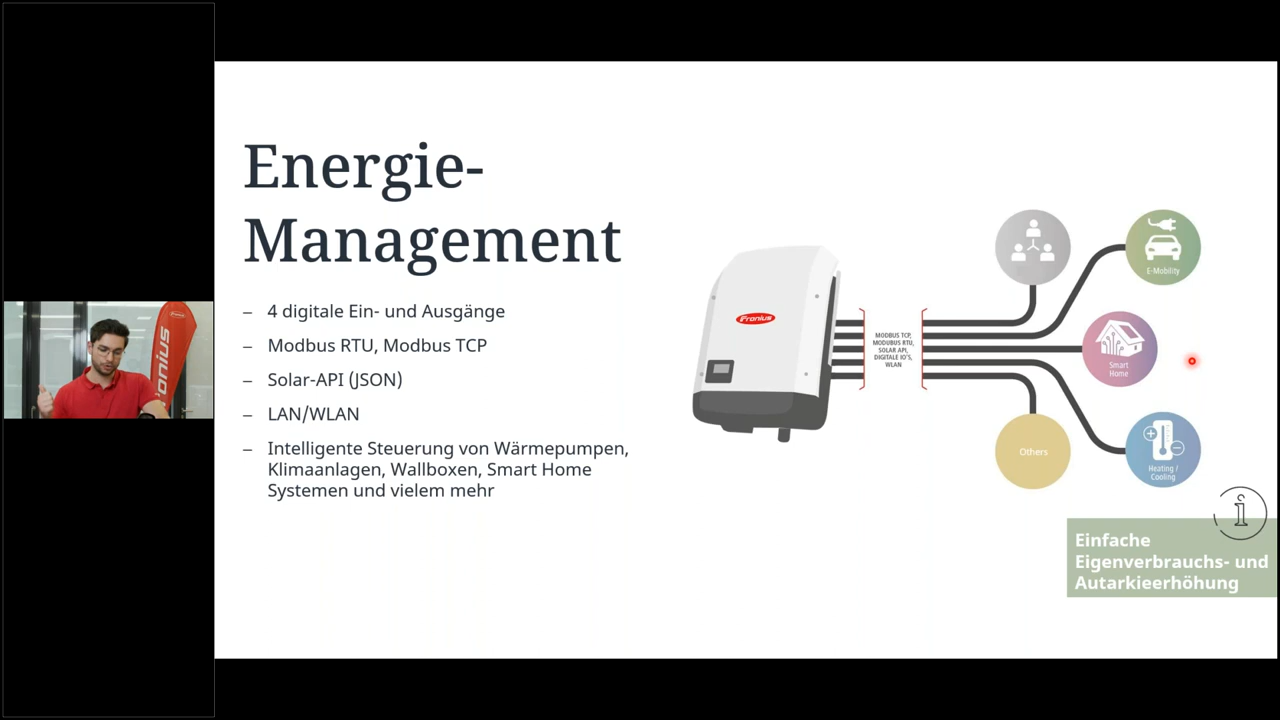 Energie-
Management
– 4 digitale Ein- und Ausgänge
– Modbus RTU, Modbus TCP
– Solar-API (JSON)
– LAN/WLAN
– Intelligente Steuerung von Wärmepumpen,
Klimaanlagen, Wallboxen, Smart Home
Systemen und vielem mehr
Fronius
MODBUS TCP,
MODUBUS RTU,
SOLAR API,
DIGITALE IO'S,
WLAN
E-Mobility
Smart
Home
Others
Heating /
Cooling
i
Einfache
Eigenverbrauchs- und
Autarkieerhöhung
ronius